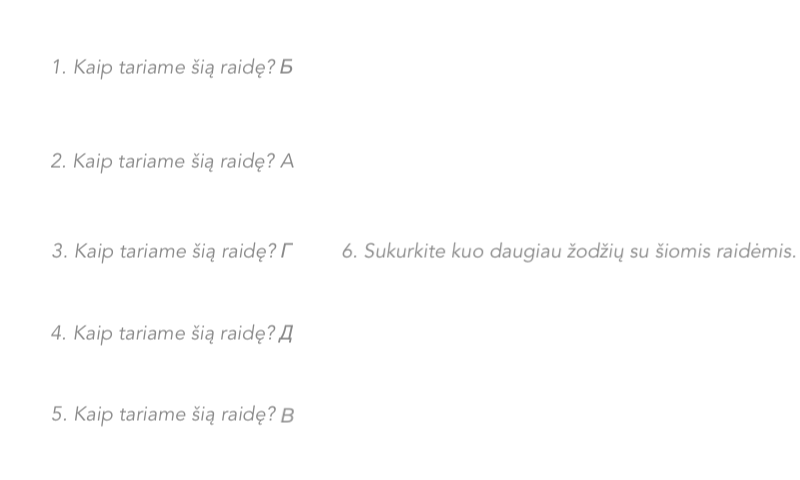 1. Kaip tariame šią raidę? Б
2. Kaip tariame šią raidę? А
3. Kaip tariame šią raidę? Г
6. Sukurkite kuo daugiau žodžių su šiomis raidėmis.
4. Kaip tariame šią raidę? Д
5. Kaip tariame šią raidę? В